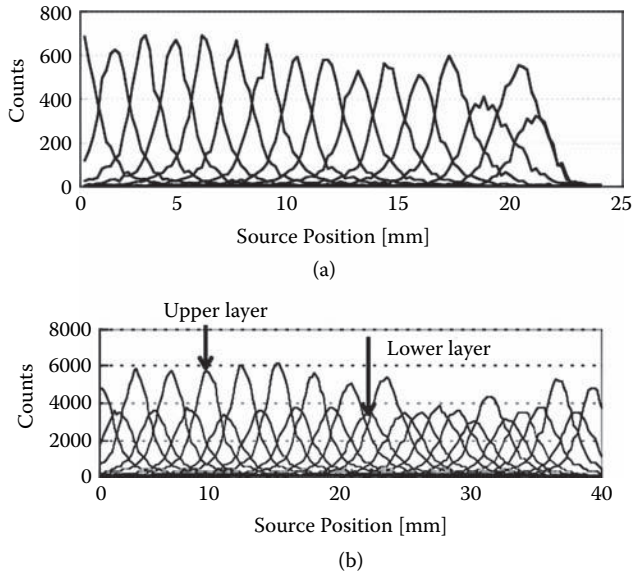 800
600
400
200
0
Counts
0 5 10 15 20 25
Source Position [mm]
(a)
Upper layer
Lower layer
8000
6000
4000
2000
0
Counts
0 10 20 30 40
Source Position [mm]
(b)